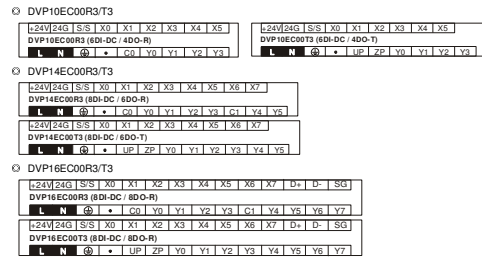 ◎ DVP10EC00R3/T3
+24V 24G S/S X0 X1 X2 X3 X4 X5
DVP10EC00R3 (6DI-DC / 4DO-R)
L N ⏚ • C0 Y0 Y1 Y2 Y3
+24V 24G S/S X0 X1 X2 X3 X4 X5
DVP10EC00T3 (6DI-DC / 4DO-T)
L N ⏚ • UP ZP Y0 Y1 Y2 Y3
◎ DVP14EC00R3/T3
+24V 24G S/S X0 X1 X2 X3 X4 X5 X6 X7
DVP14EC00R3 (8DI-DC / 6DO-R)
L N ⏚ • C0 Y0 Y1 Y2 Y3 C1 Y4 Y5
+24V 24G S/S X0 X1 X2 X3 X4 X5 X6 X7
DVP14EC00T3 (8DI-DC / 6DO-T)
L N ⏚ • UP ZP Y0 Y1 Y2 Y3 Y4 Y5
◎ DVP16EC00R3/T3
+24V 24G S/S X0 X1 X2 X3 X4 X5 X6 X7 D+ D- SG
DVP16EC00R3 (8DI-DC / 8DO-R)
L N ⏚ • C0 Y0 Y1 Y2 Y3 C1 Y4 Y5 Y6 Y7
+24V 24G S/S X0 X1 X2 X3 X4 X5 X6 X7 D+ D- SG
DVP16EC00T3 (8DI-DC / 8DO-R)
L N ⏚ • UP ZP Y0 Y1 Y2 Y3 Y4 Y5 Y6 Y7